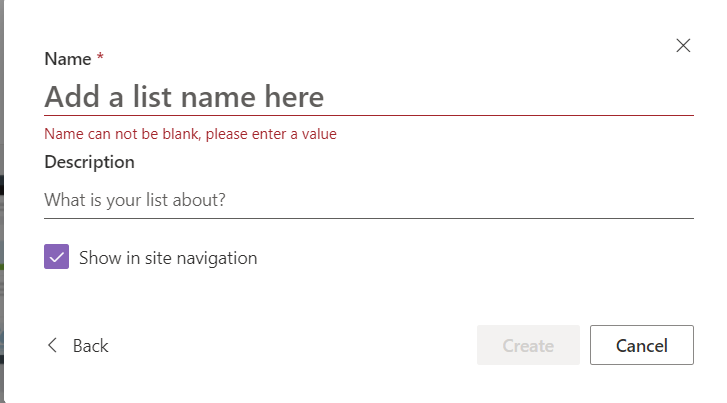 Name *
Add a list name here
Name can not be blank, please enter a value
Description
What is your list about?
Show in site navigation
Back
Create
Cancel